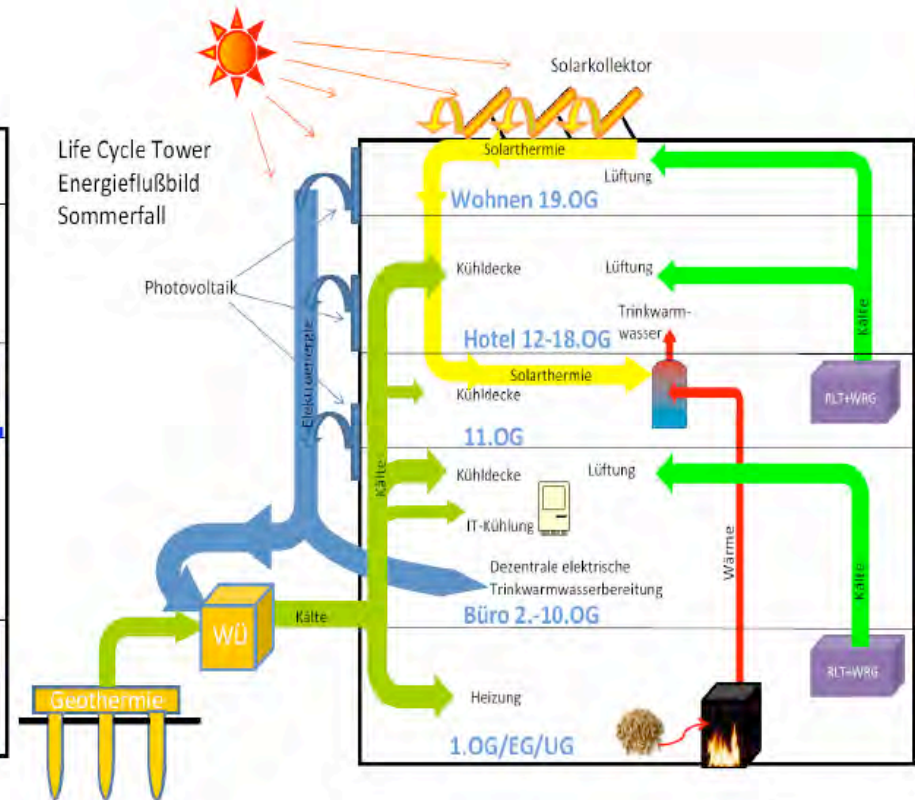 Solarkollektor
Life Cycle Tower
Energieflußbild
Sommerfall
Solarthermie
Lüftung
Wohnen 19.OG
Photovoltaik
Kühldecke
Lüftung
Kälte
Trinkwarm-
wasser
Hotel 12-18.OG
Elektroenergie
Solarthermie
Kühldecke
RLT+WRG
11.OG
Kälte
Kühldecke
Lüftung
IT-Kühlung
Wärme
Kälte
Dezentrale elektrische
Trinkwarmwasserbereitung
Büro 2.-10.OG
WÜ
Kälte
RLT+WRG
Geothermie
Heizung
1.OG/EG/UG